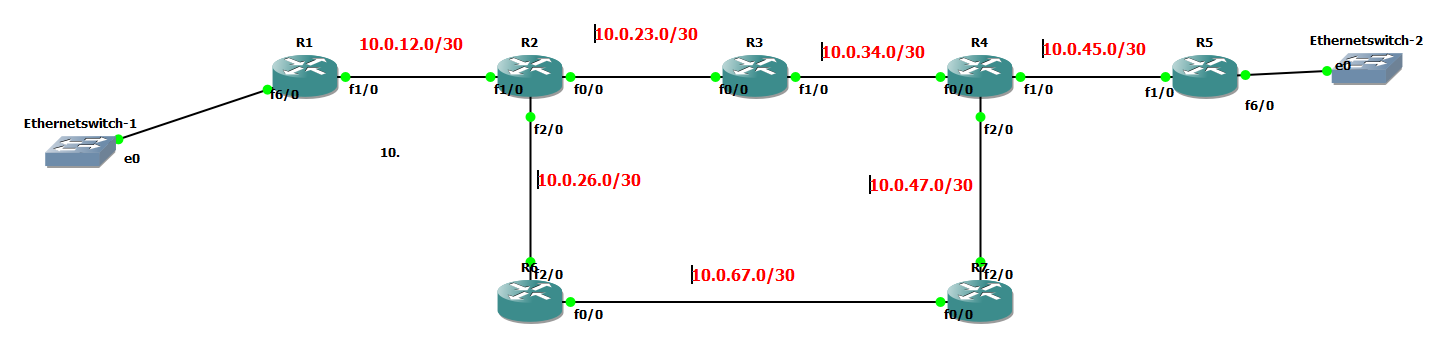 R1
10.0.12.0/30
R2
10.0.23.0/30
R3
10.0.34.0/30
R4
10.0.45.0/30
R5
Ethernetswitch-2
e0
f6/0
f1/0
f1/0
f0/0
f0/0
f1/0
f0/0
f1/0
f1/0
f6/0
Ethernetswitch-1
e0
f2/0
f2/0
10.
10.0.26.0/30
10.0.47.0/30
R6
f2/0
10.0.67.0/30
R7
f2/0
f0/0
f0/0